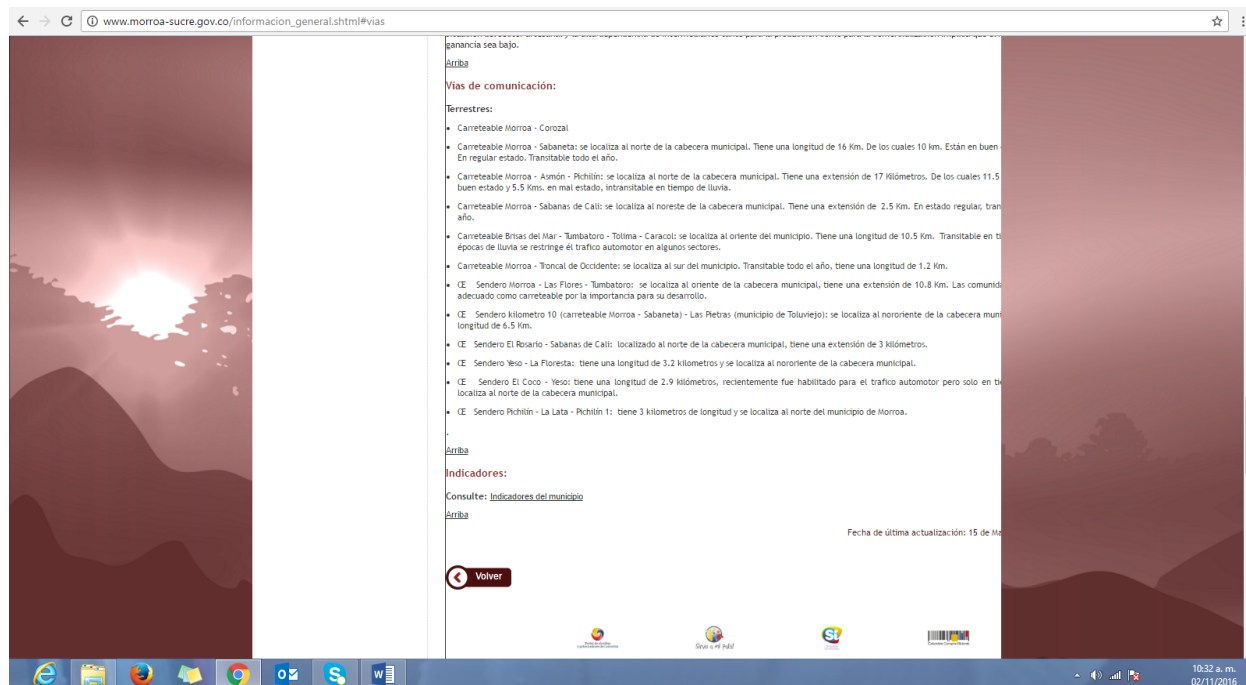 www.morroa-sucre.gov.co/informacion_general.shtml#vias
ganancia sea bajo.
Arriba
Vías de comunicación:
Terrestres:
• Carreteable Morroa - Corozal
• Carreteable Morroa - Sabaneta: se localiza al norte de la cabecera municipal. Tiene una longitud de 16 Km. De los cuales 10 km. Están en buen
En regular estado. Transitable todo el año.
• Carreteable Morroa - Asmón - Pichilín: se localiza al norte de la cabecera municipal. Tiene una extensión de 17 Kilómetros. De los cuales 11.5
buen estado y 5.5 Kms. en mal estado, intransitable en tiempo de lluvia.
• Carreteable Morroa - Sabanas de Cali: se localiza al noreste de la cabecera municipal. Tiene una extensión de 2.5 Km. En estado regular, tran
año.
• Carreteable Brisas del Mar - Tumbatoro - Tolima - Caracol: se localiza al oriente del municipio. Tiene una longitud de 10.5 Km. Transitable en ti
épocas de lluvia se restringe él trafico automotor en algunos sectores.
• Carreteable Morroa - Troncal de Occidente: se localiza al sur del municipio. Transitable todo el año, tiene una longitud de 1.2 Km.
• Œ Sendero Morroa - Las Flores - Tumbatoro: se localiza al oriente de la cabecera municipal, tiene una extensión de 10.8 Km. Las comunida
adecuado como carreteable por la importancia para su desarrollo.
• Œ Sendero kilometro 10 (carreteable Morroa - Sabaneta) - Las Pietras (municipio de Toluviejo): se localiza al nororiente de la cabecera muni
longitud de 6.5 Km.
• Œ Sendero El Rosario - Sabanas de Cali: localizado al norte de la cabecera municipal, tiene una extensión de 3 kilómetros.
• Œ Sendero Yeso - La Floresta: tiene una longitud de 3.2 kilometros y se localiza al nororiente de la cabecera municipal.
• Œ Sendero El Coco - Yeso: tiene una longitud de 2.9 kilómetros, recientemente fue habilitado para el trafico automotor pero solo en tie
localiza al norte de la cabecera municipal.
• Œ Sendero Pichilín - La Lata - Pichilín 1: tiene 3 kilometros de longitud y se localiza al norte del municipio de Morroa.
.
Arriba
Indicadores:
Consulte: Indicadores del municipio
Arriba
Fecha de última actualización: 15 de Ma
Volver
10:32 a. m.
02/11/2016